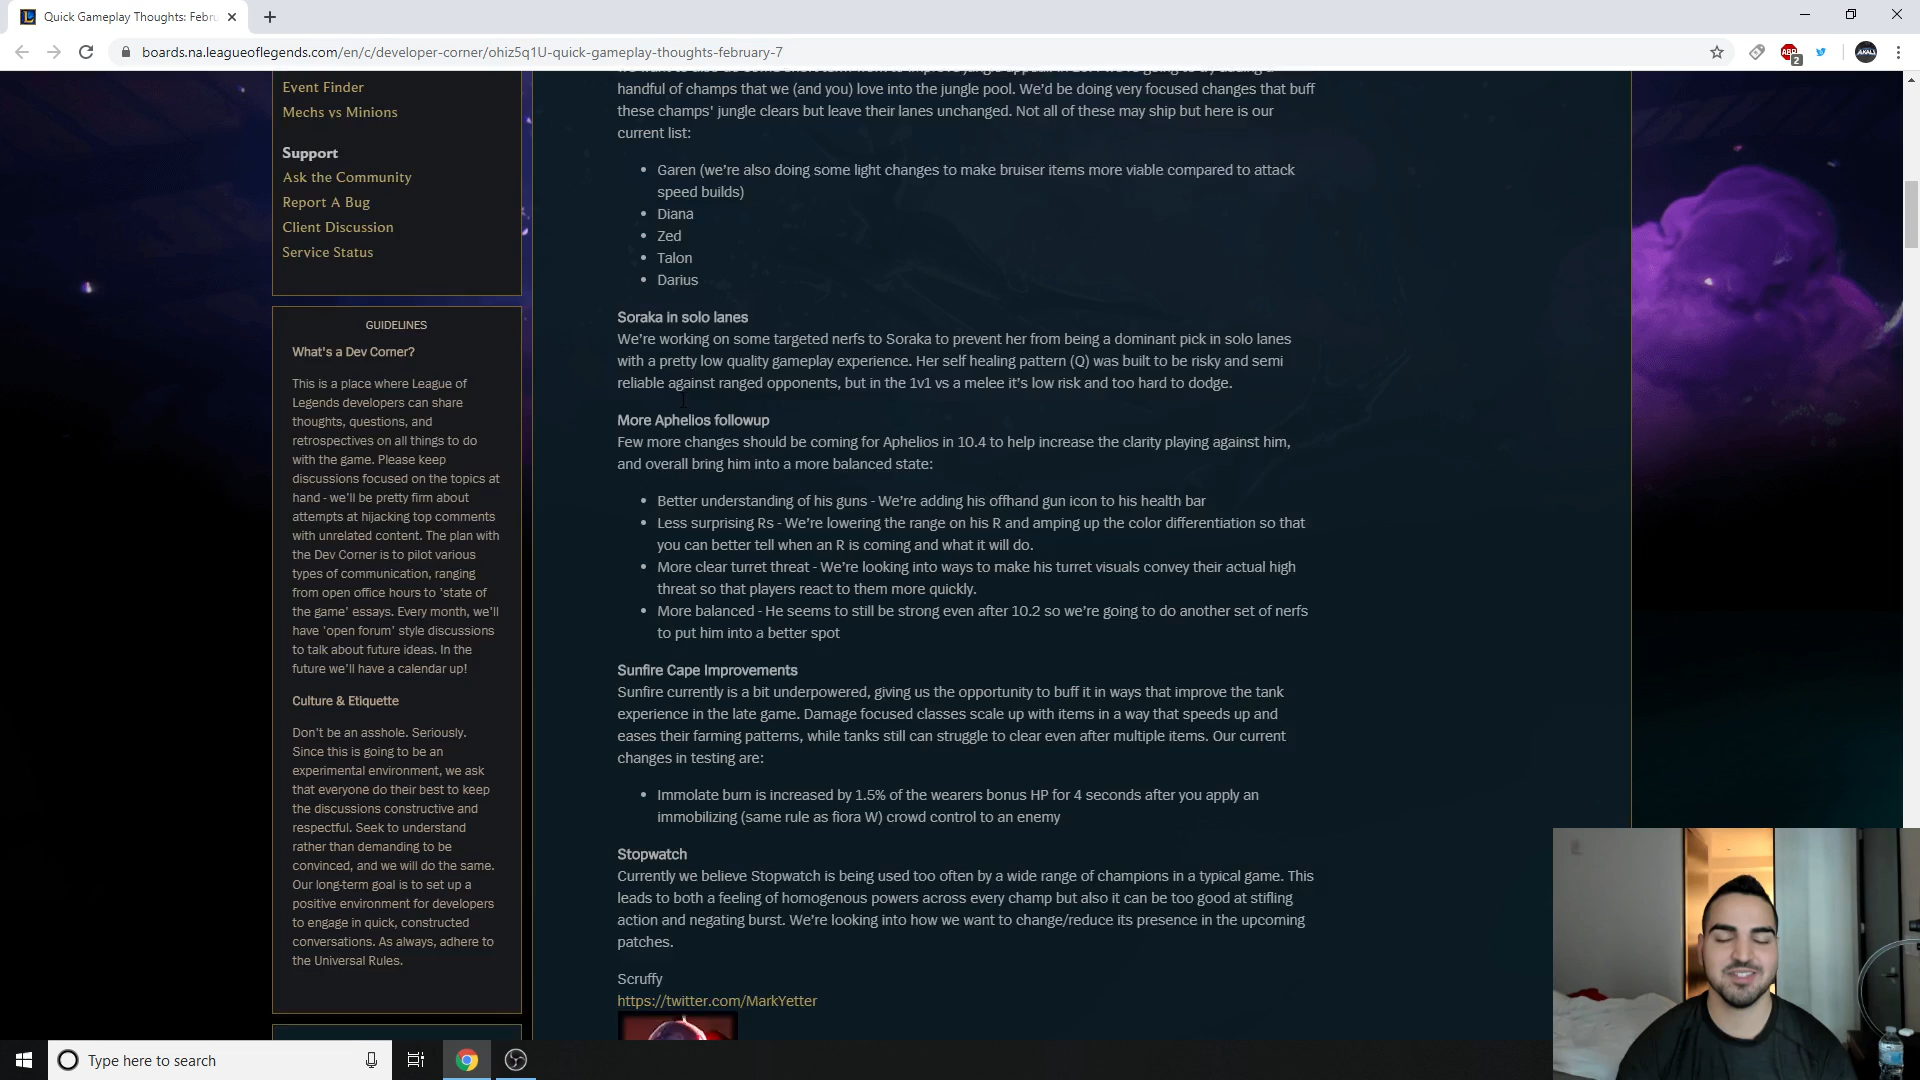 Quick Gameplay Thoughts: Febru
boards.na.leagueoflegends.com/en/c/developer-corner/ohiz5q1U-quick-gameplay-thoughts-february-7
ABP
2
Event Finder
Mechs vs Minions
Support
Ask the Community
Report A Bug
Client Discussion
Service Status
GUIDELINES
What's a Dev Corner?
This is a place where League of
Legends developers can share
thoughts, questions, and
retrospectives on all things to do
with the game. Please keep
discussions focused on the topics at
hand - we'll be pretty firm about
attempts at hijacking top comments
with unrelated content. The plan with
the Dev Corner is to pilot various
types of communication, ranging
from open office hours to 'state of
the game' essays. Every month, we'll
have 'open forum' style discussions
to talk about future ideas. In the
future we'll have a calendar up!
Culture & Etiquette
Don't be an asshole. Seriously.
Since this is going to be an
experimental environment, we ask
that everyone do their best to keep
the discussions constructive and
respectful. Seek to understand
rather than demanding to be
convinced, and we will do the same.
Our long-term goal is to set up a
positive environment for developers
to engage in quick, constructed
conversations. As always, adhere to
the Universal Rules.
handful of champs that we (and you) love into the jungle pool. We'd be doing very focused changes that buff
these champs' jungle clears but leave their lanes unchanged. Not all of these may ship but here is our
current list:
• Garen (we're also doing some light changes to make bruiser items more viable compared to attack
speed builds)
• Diana
• Zed
• Talon
• Darius
Soraka in solo lanes
We're working on some targeted nerfs to Soraka to prevent her from being a dominant pick in solo lanes
with a pretty low quality gameplay experience. Her self healing pattern (Q) was built to be risky and semi
reliable against ranged opponents, but in the 1v1 vs a melee it's low risk and too hard to dodge.
More Aphelios followup
Few more changes should be coming for Aphelios in 10.4 to help increase the clarity playing against him,
and overall bring him into a more balanced state:
• Better understanding of his guns - We're adding his offhand gun icon to his health bar
• Less surprising Rs - We're lowering the range on his R and amping up the color differentiation so that
you can better tell when an R is coming and what it will do.
• More clear turret threat - We're looking into ways to make his turret visuals convey their actual high
threat so that players react to them more quickly.
• More balanced - He seems to still be strong even after 10.2 so we're going to do another set of nerfs
to put him into a better spot
Sunfire Cape Improvements
Sunfire currently is a bit underpowered, giving us the opportunity to buff it in ways that improve the tank
experience in the late game. Damage focused classes scale up with items in a way that speeds up and
eases their farming patterns, while tanks still can struggle to clear even after multiple items. Our current
changes in testing are:
• Immolate burn is increased by 1.5% of the wearers bonus HP for 4 seconds after you apply an
immobilizing (same rule as fiora W) crowd control to an enemy
Stopwatch
Currently we believe Stopwatch is being used too often by a wide range of champions in a typical game. This
leads to both a feeling of homogenous powers across every champ but also it can be too good at stifling
action and negating burst. We're looking into how we want to change/reduce its presence in the upcoming
patches.
Scruffy
https://twitter.com/MarkYetter
Type here to search